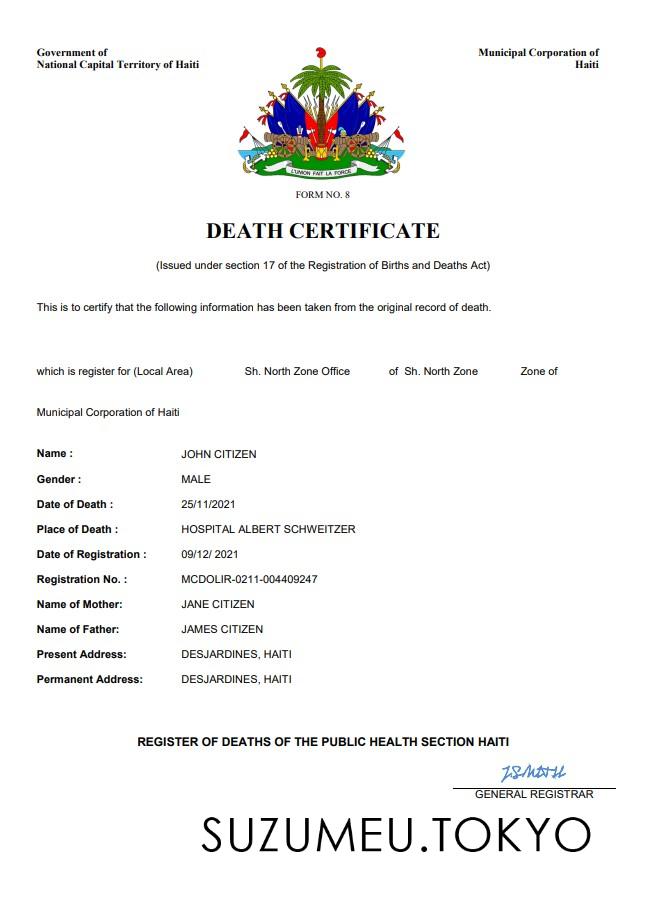 Government of
National Capital Territory of Haiti
Municipal Corporation of
Haiti
L'UNION FAIT LA FORCE
FORM NO. 8
DEATH CERTIFICATE
(Issued under section 17 of the Registration of Births and Deaths Act)
This is to certify that the following information has been taken from the original record of death.
which is register for (Local Area) Sh. North Zone Office of Sh. North Zone Zone of
Municipal Corporation of Haiti
Name : JOHN CITIZEN
Gender : MALE
Date of Death : 25/11/2021
Place of Death : HOSPITAL ALBERT SCHWEITZER
Date of Registration : 09/12/ 2021
Registration No. : MCDOLIR-0211-004409247
Name of Mother: JANE CITIZEN
Name of Father: JAMES CITIZEN
Present Address: DESJARDINES, HAITI
Permanent Address: DESJARDINES, HAITI
REGISTER OF DEATHS OF THE PUBLIC HEALTH SECTION HAITI
GENERAL REGISTRAR
SUZUMEU.TOKYO